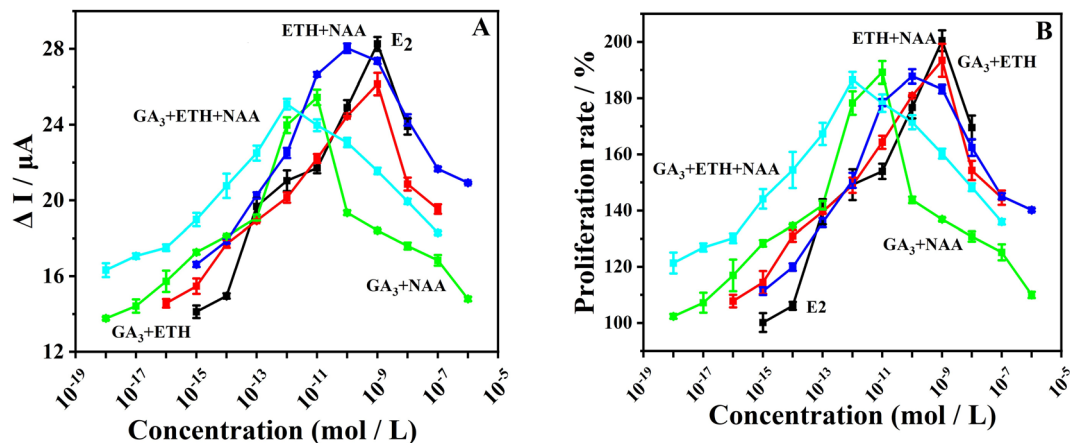 A
ETH+NAA
E2
28
24
20
16
12
GA3+ETH+NAA
GA3+NAA
GA3+ETH
Δ I / μA
10-19
10-17
10-15
10-13
10-11
10-9
10-7
10-5
Concentration (mol / L)
B
ETH+NAA
GA3+ETH
200
180
160
140
120
100
GA3+ETH+NAA
GA3+NAA
E2
Proliferation rate / %
10-19
10-17
10-15
10-13
10-11
10-9
10-7
10-5
Concentration (mol / L)